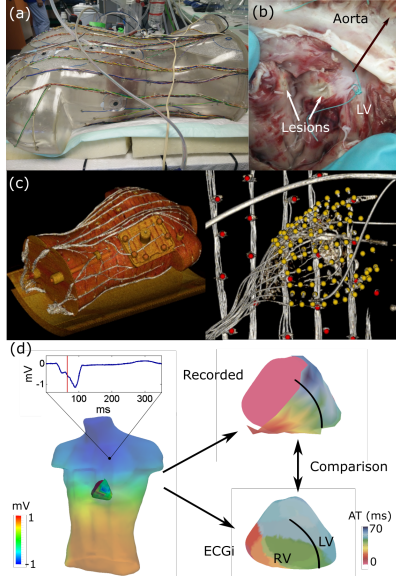 (a)
(b)
Aorta
LV
Lesions
(c)
(d)
0
mV
-1
100
300
ms
Recorded
Comparison
mV
1
-1
ECGi
RV
LV
AT (ms)
70
0